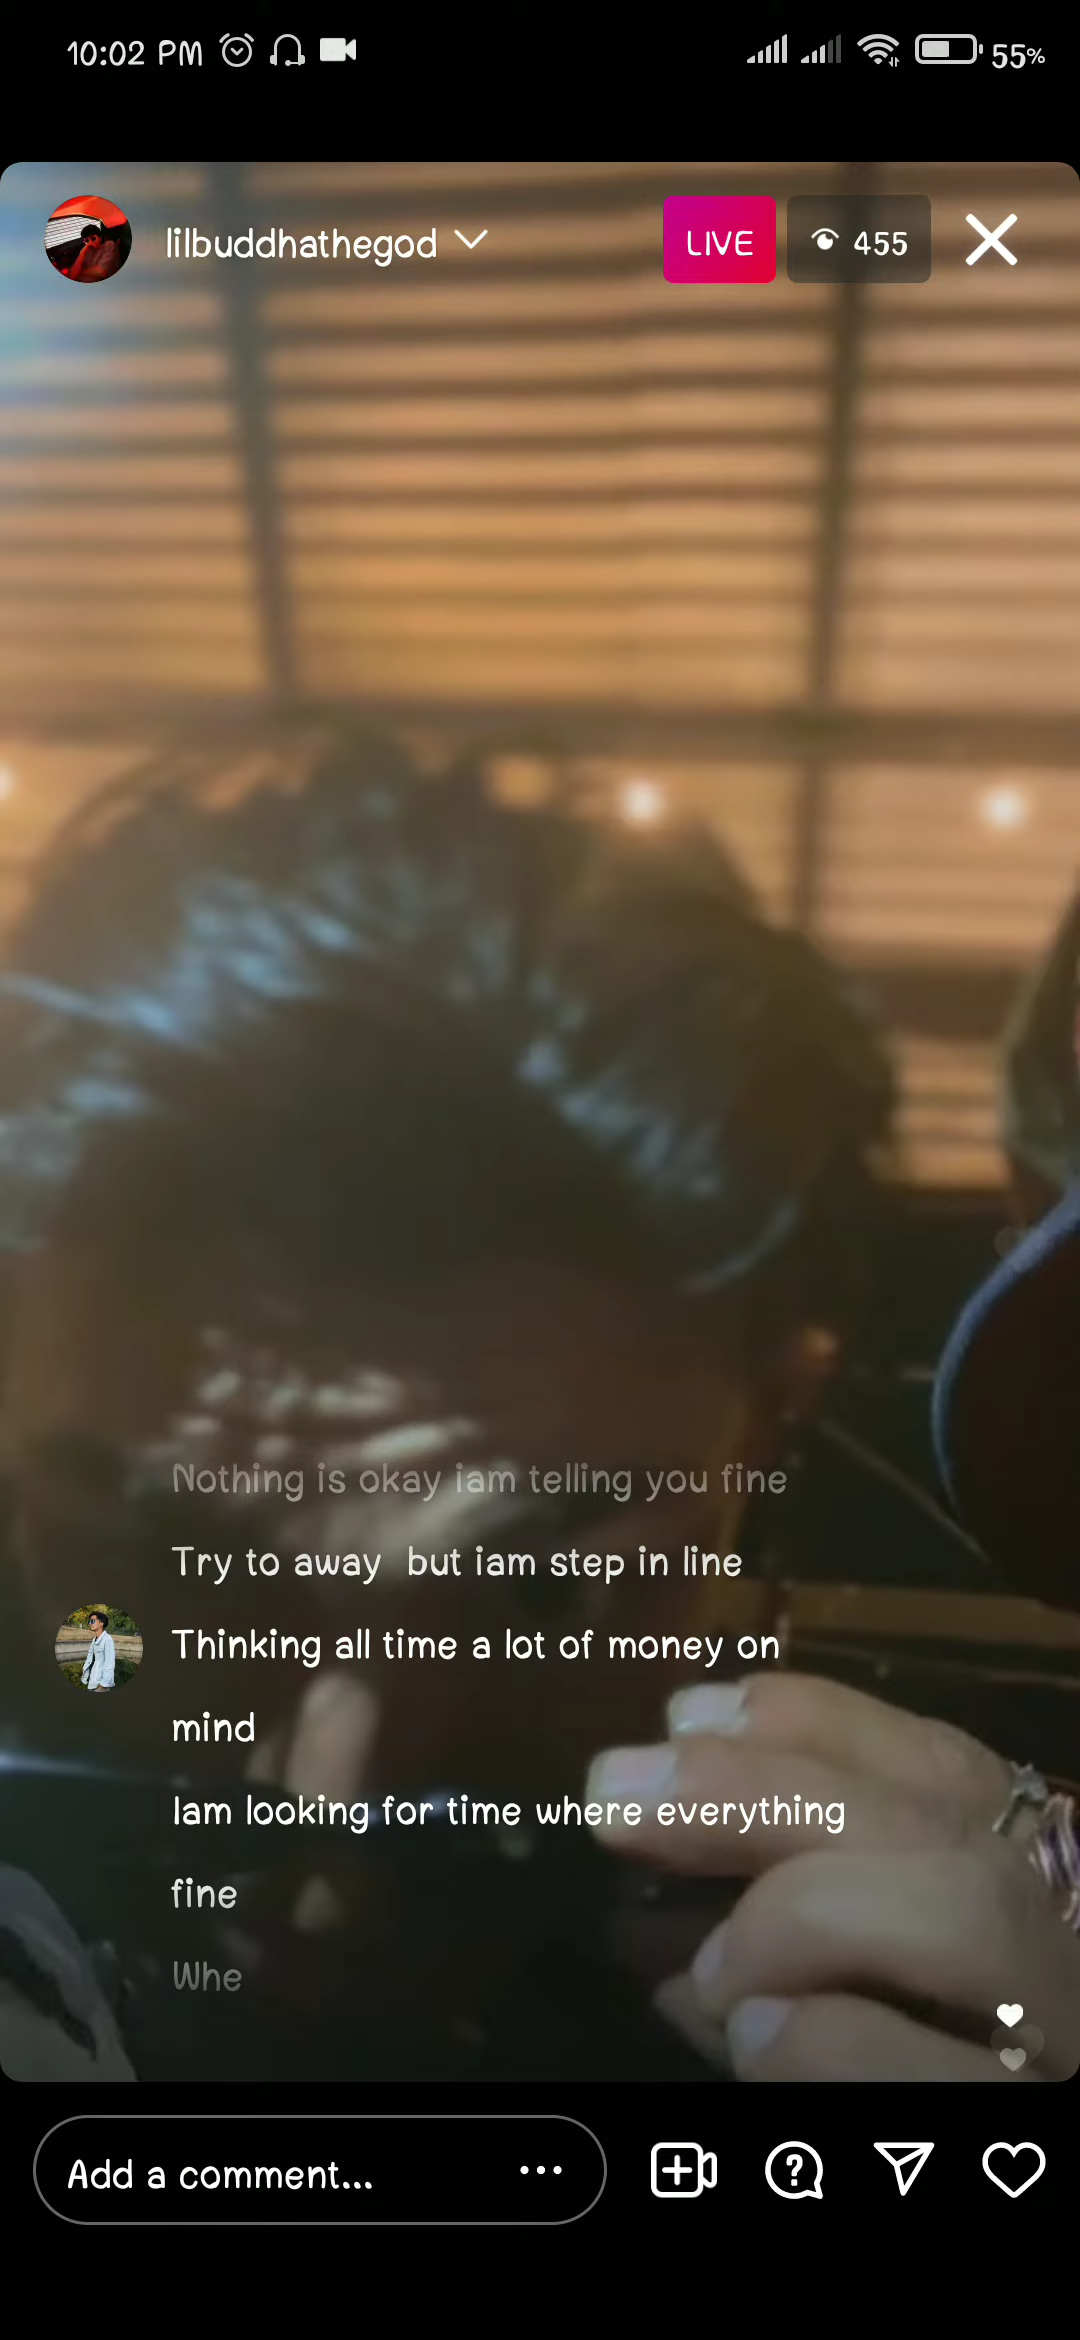 10:02 PM 55%
lilbuddhathegod LIVE 455
Nothing is okay iam telling you fine
Try to away  but iam step in line
Thinking all time a lot of money on
mind
Iam looking for time where everything
fine
Whe
Add a comment...